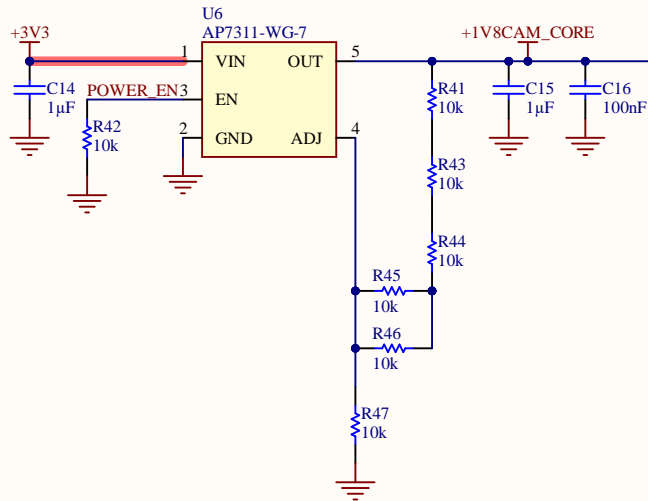 U6
AP7311-WG-7
+3V3
+1V8CAM_CORE
1
VIN
OUT
5
C14
1µF
POWER_EN
3
EN
R41
10k
C15
1µF
C16
100nF
R42
10k
2
GND
ADJ
4
R43
10k
R44
10k
R45
10k
R46
10k
R47
10k